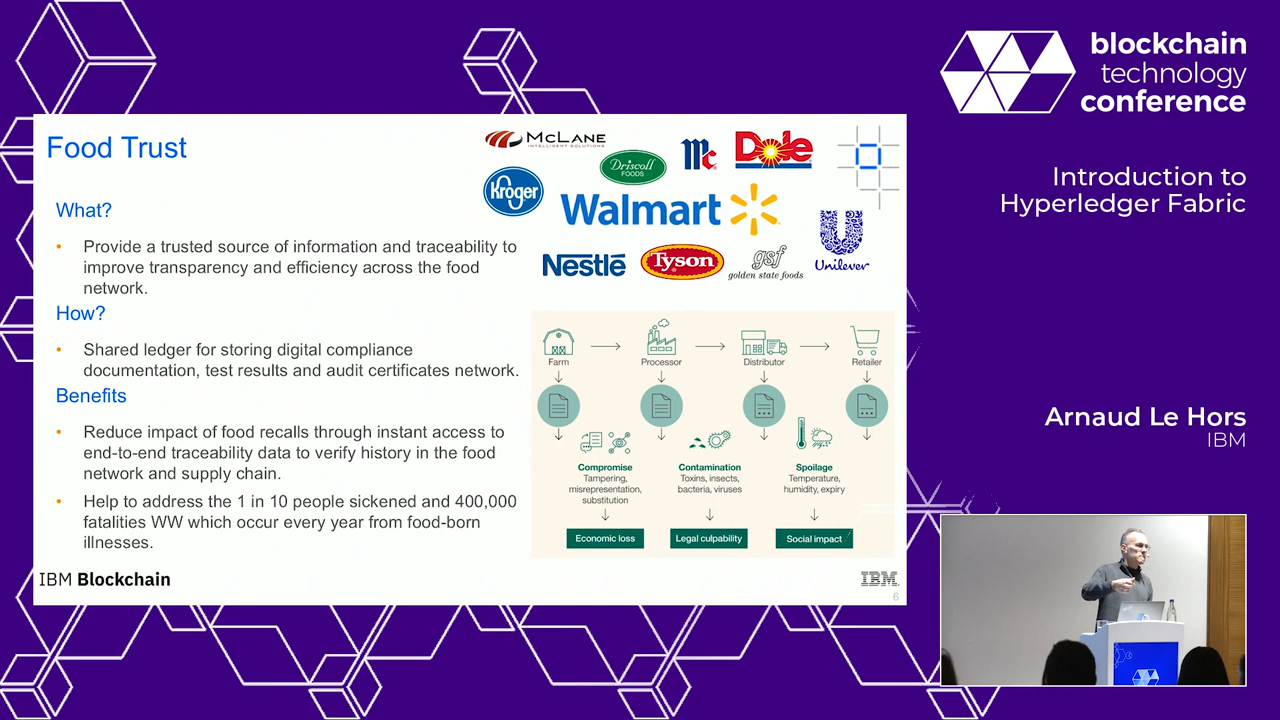 blockchain
technology
conference
Introduction to
Hyperledger Fabric
Arnaud Le Hors
IBM
Food Trust
McLANE
INTELLIGENT SOLUTIONS
Driscoll
FOODS
Mc
Dole
Kroger
Walmart
Unilever
Nestlé
Tyson
gsf
golden state foods
What?
• Provide a trusted source of information and traceability to
improve transparency and efficiency across the food
network.
How?
• Shared ledger for storing digital compliance
documentation, test results and audit certificates network.
Benefits
• Reduce impact of food recalls through instant access to
end-to-end traceability data to verify history in the food
network and supply chain.
• Help to address the 1 in 10 people sickened and 400,000
fatalities WW which occur every year from food-born
illnesses.
Farm
Processor
Distributor
Retailer
Compromise
Tampering,
misrepresentation,
substitution
Contamination
Toxins, insects,
bacteria, viruses
Spoilage
Temperature,
humidity, expiry
Economic loss
Legal culpability
Social impact
IBM Blockchain
IBM
6